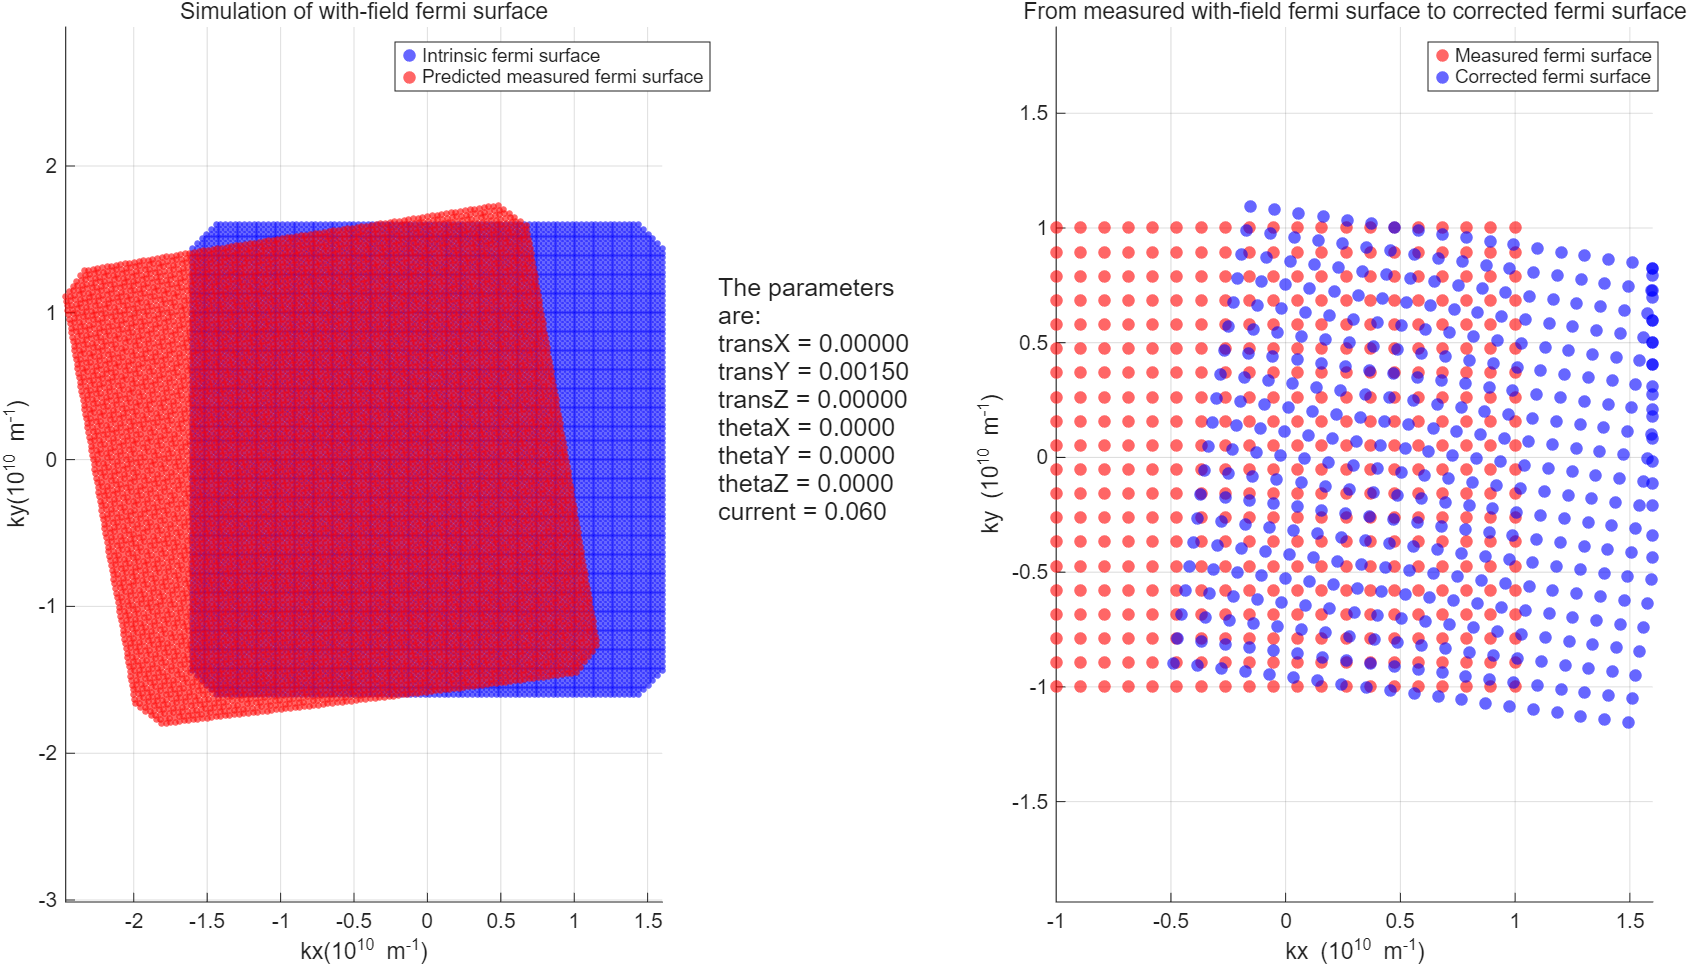 Simulation of with-field fermi surface
Intrinsic fermi surface
Predicted measured fermi surface
2
1
0
-1
-2
-3
ky(10^10 m^-1)
-2 -1.5 -1 -0.5 0 0.5 1 1.5
kx(10^10 m^-1)
The parameters
are:
transX = 0.00000
transY = 0.00150
transZ = 0.00000
thetaX = 0.0000
thetaY = 0.0000
thetaZ = 0.0000
current = 0.060
From measured with-field fermi surface to corrected fermi surface
Measured fermi surface
Corrected fermi surface
1.5
1
0.5
0
-0.5
-1
-1.5
ky (10^10 m^-1)
-1 -0.5 0 0.5 1 1.5
kx (10^10 m^-1)